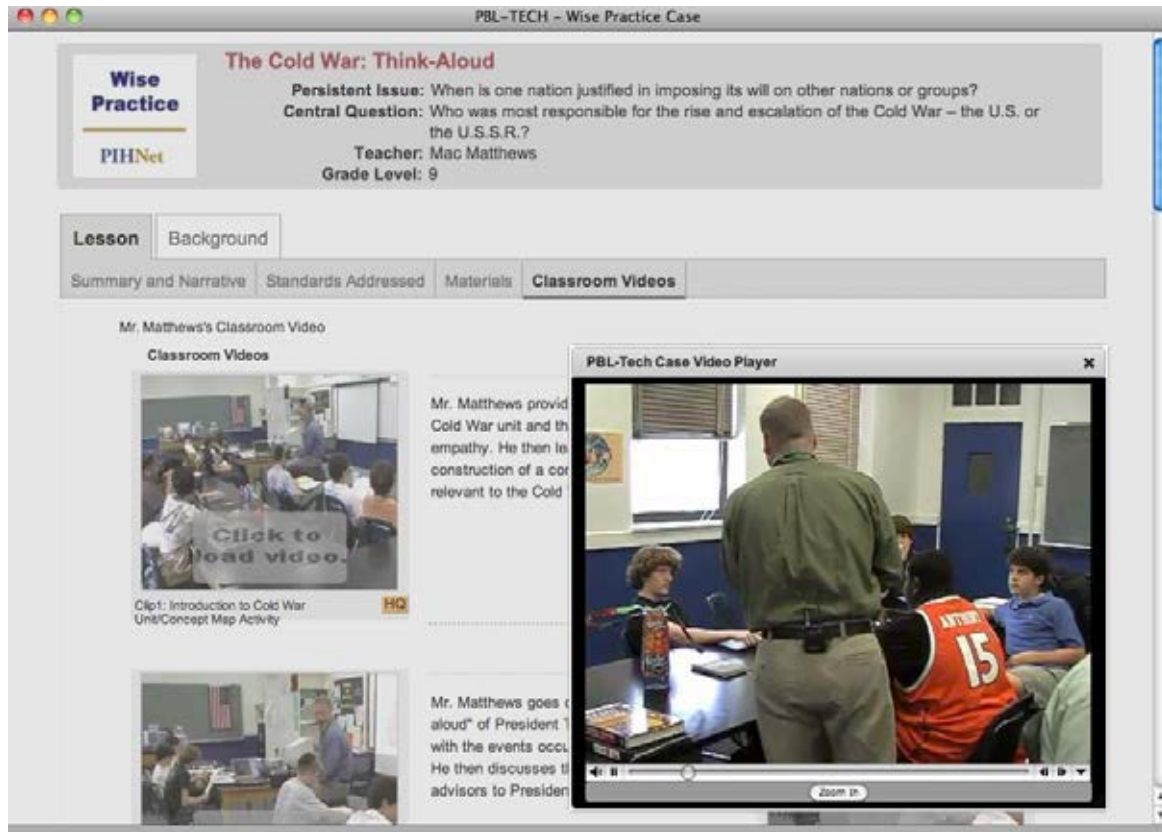 PBL-TECH - Wise Practice Case
Wise
Practice
PIHNet
The Cold War: Think-Aloud
Persistent Issue: When is one nation justified in imposing its will on other nations or groups?
Central Question: Who was most responsible for the rise and escalation of the Cold War – the U.S. or
the U.S.S.R.?
Teacher: Mac Matthews
Grade Level: 9
Lesson Background
Summary and Narrative Standards Addressed Materials Classroom Videos
Mr. Matthews's Classroom Video
Classroom Videos
Click to
load video.
Clip1: Introduction to Cold War
Unit/Concept Map Activity
HQ
Mr. Matthews provid
Cold War unit and th
empathy. He then le
construction of a cor
relevant to the Cold
Mr. Matthews goes
aloud" of President T
with the events occu
He then discusses t
advisors to Presiden
PBL-Tech Case Video Player
ANTHONY
15
Zoom In